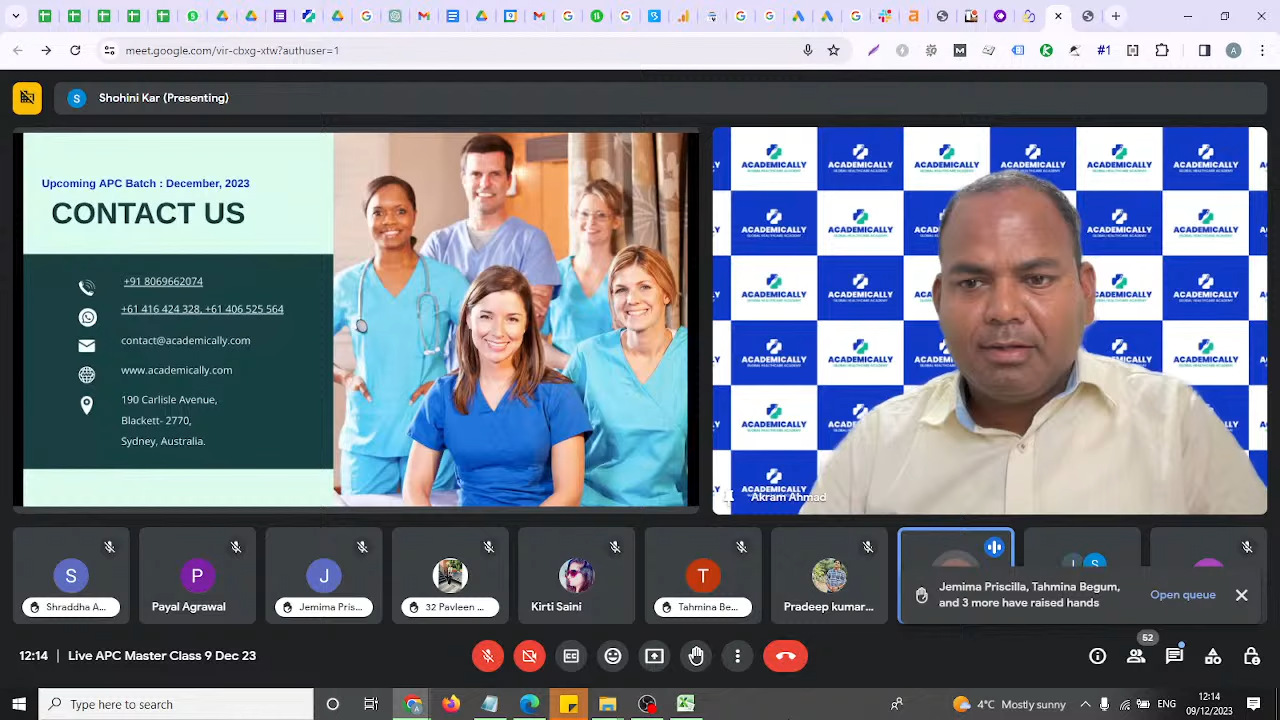 meet.google.com/vir-cbxg-xtw?authuser=1
#1
A
S
Shohini Kar (Presenting)
Upcoming APC Batch : December, 2023
CONTACT US
+91 8069662074
+61 416 424 328, +61 406 525 564
contact@academically.com
www.academically.com
190 Carlisle Avenue,
Blackett- 2770,
Sydney, Australia.
ACADEMICALLY
GLOBAL HEALTHCARE ACADEMY
Akram Ahmad
S
Shraddha A...
P
Payal Agrawal
J
Jemima Pris...
32 Pavleen ...
Kirti Saini
T
Tahmina Be...
Pradeep kumar...
Jemima Priscilla, Tahmina Begum,
and 3 more have raised hands
Open queue
12:14 | Live APC Master Class 9 Dec 23
52
Type here to search
4°C Mostly sunny
ENG
12:14
09/12/2023